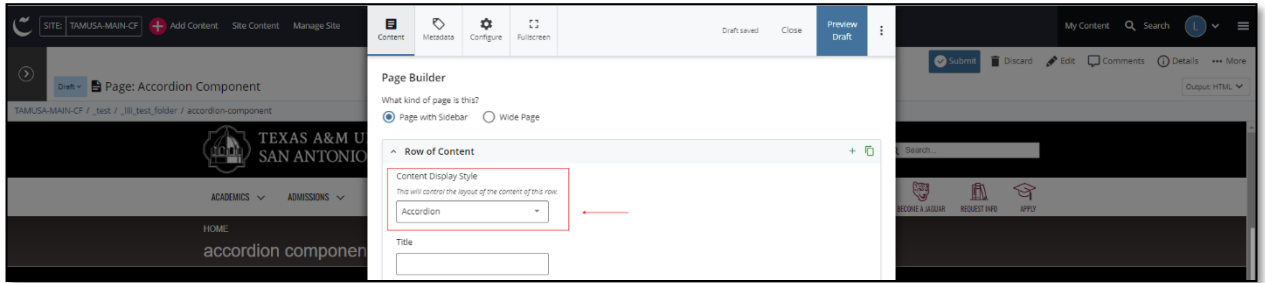 SITE: TAMUSA-MAIN-CF Add Content Site Content Manage Site
My Content Search L
Content Metadata Configure Fullscreen
Draft saved Close Preview Draft
Submit Discard Edit Comments Details More
Draft Page: Accordion Component
Output: HTML
TAMUSA-MAIN-CF / _test / _lili_test_folder / accordion-component
Page Builder
What kind of page is this?
Page with Sidebar Wide Page
TEXAS A&M U
SAN ANTONIO
Search...
Row of Content
Content Display Style
This will control the layout of the content of this row.
Accordion
ACADEMICS ADMISSIONS
BECOME A JAGUAR REQUEST INFO APPLY
HOME
accordion componen
Title